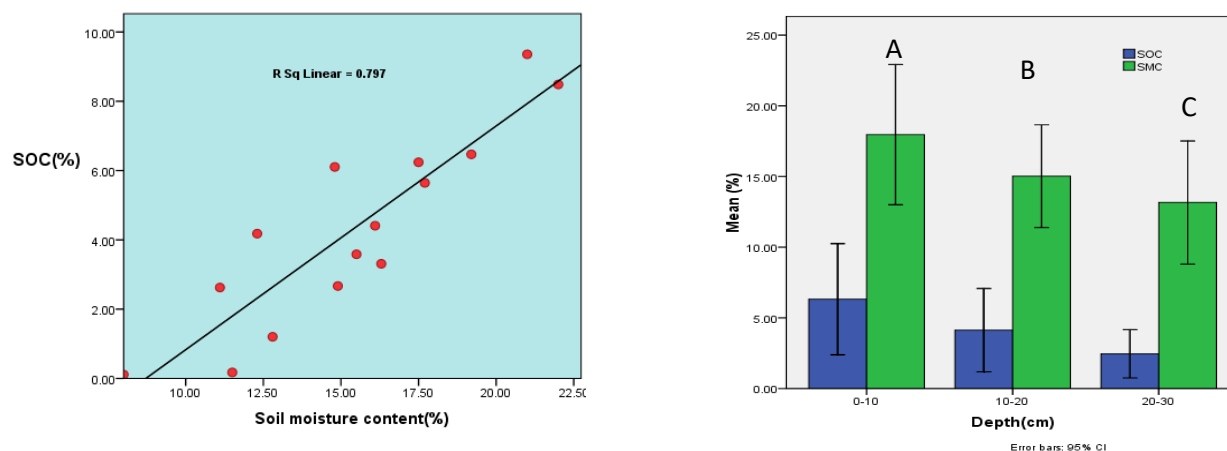 10.00
8.00
6.00
4.00
2.00
0.00
SOC(%)
R Sq Linear = 0.797
10.00 12.50 15.00 17.50 20.00 22.50
Soil moisture content(%)
25.00
20.00
15.00
10.00
5.00
0.00
Mean (%)
A
B
C
SOC
SMC
0-10 10-20 20-30
Depth(cm)
Error bars: 95% CI